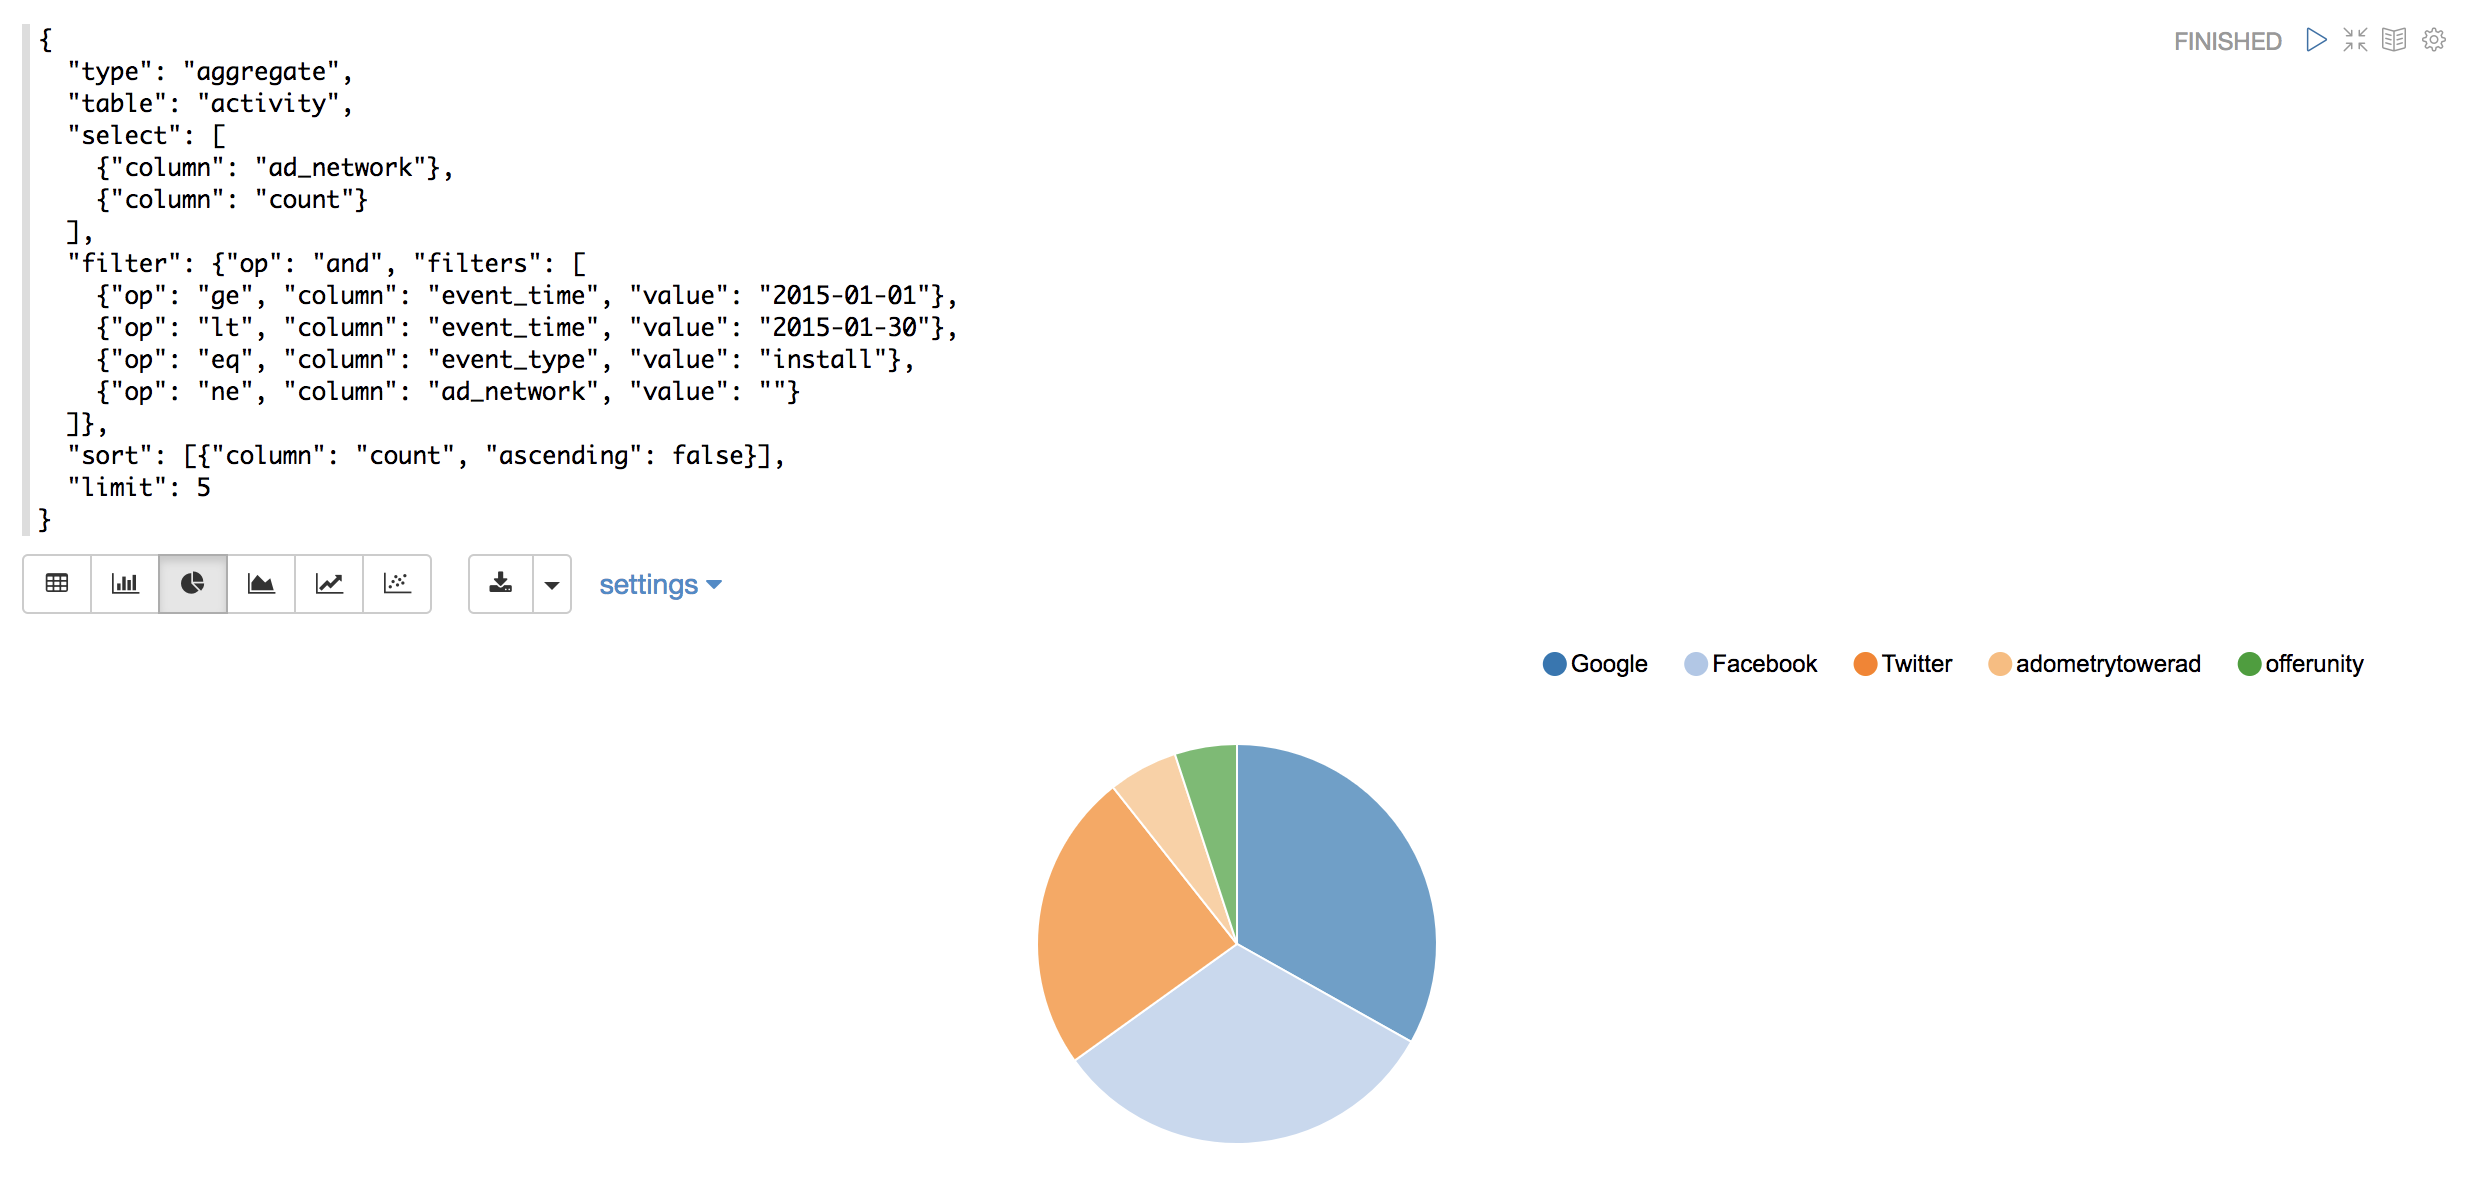 {
  "type": "aggregate",
  "table": "activity",
  "select": [
    {"column": "ad_network"},
    {"column": "count"}
  ],
  "filter": {"op": "and", "filters": [
    {"op": "ge", "column": "event_time", "value": "2015-01-01"},
    {"op": "lt", "column": "event_time", "value": "2015-01-30"},
    {"op": "eq", "column": "event_type", "value": "install"},
    {"op": "ne", "column": "ad_network", "value": ""}
  ]},
  "sort": [{"column": "count", "ascending": false}],
  "limit": 5
}
FINISHED
settings
Google Facebook Twitter adometrytowerad offerunity